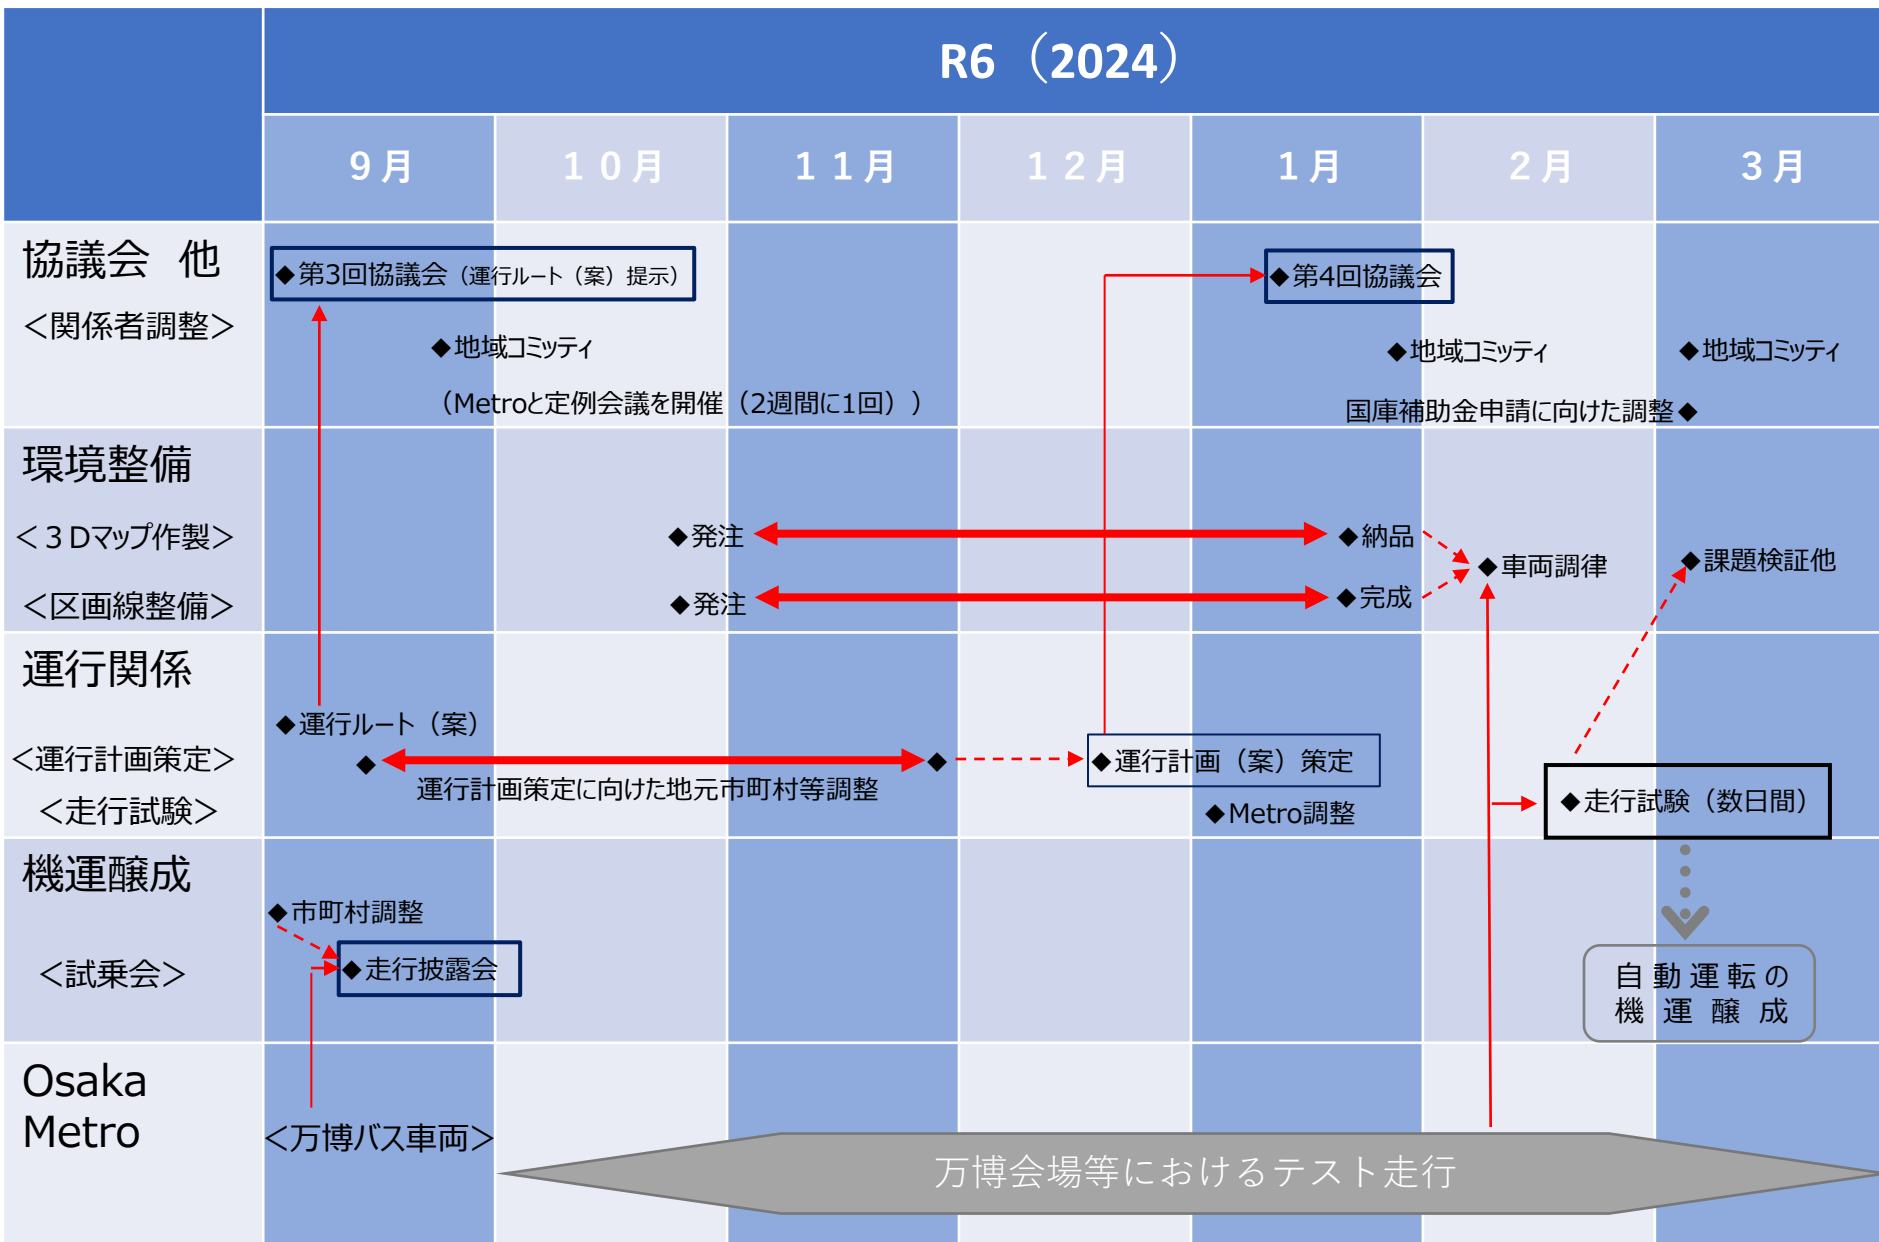 R6（2024）
9月
１０月
１１月
１２月
1月
2月
3月
協議会　他
＜関係者調整＞
◆第3回協議会（運行ルート（案）提示）
◆第4回協議会
◆地域コミッティ
◆地域コミッティ
◆地域コミッティ
（Metroと定例会議を開催（2週間に1回））
国庫補助金申請に向けた調整◆
環境整備
＜３Dマップ作製＞
◆発注
◆納品
◆車両調律
◆課題検証他
＜区画線整備＞
◆発注
◆完成
運行関係
◆運行ルート（案）
＜運行計画策定＞
◆
◆
◆運行計画（案）策定
運行計画策定に向けた地元市町村等調整
＜走行試験＞
◆Metro調整
◆走行試験（数日間）
機運醸成
◆市町村調整
＜試乗会＞
◆走行披露会
自動運転の
機運醸成
Osaka
Metro
＜万博バス車両＞
万博会場等におけるテスト走行